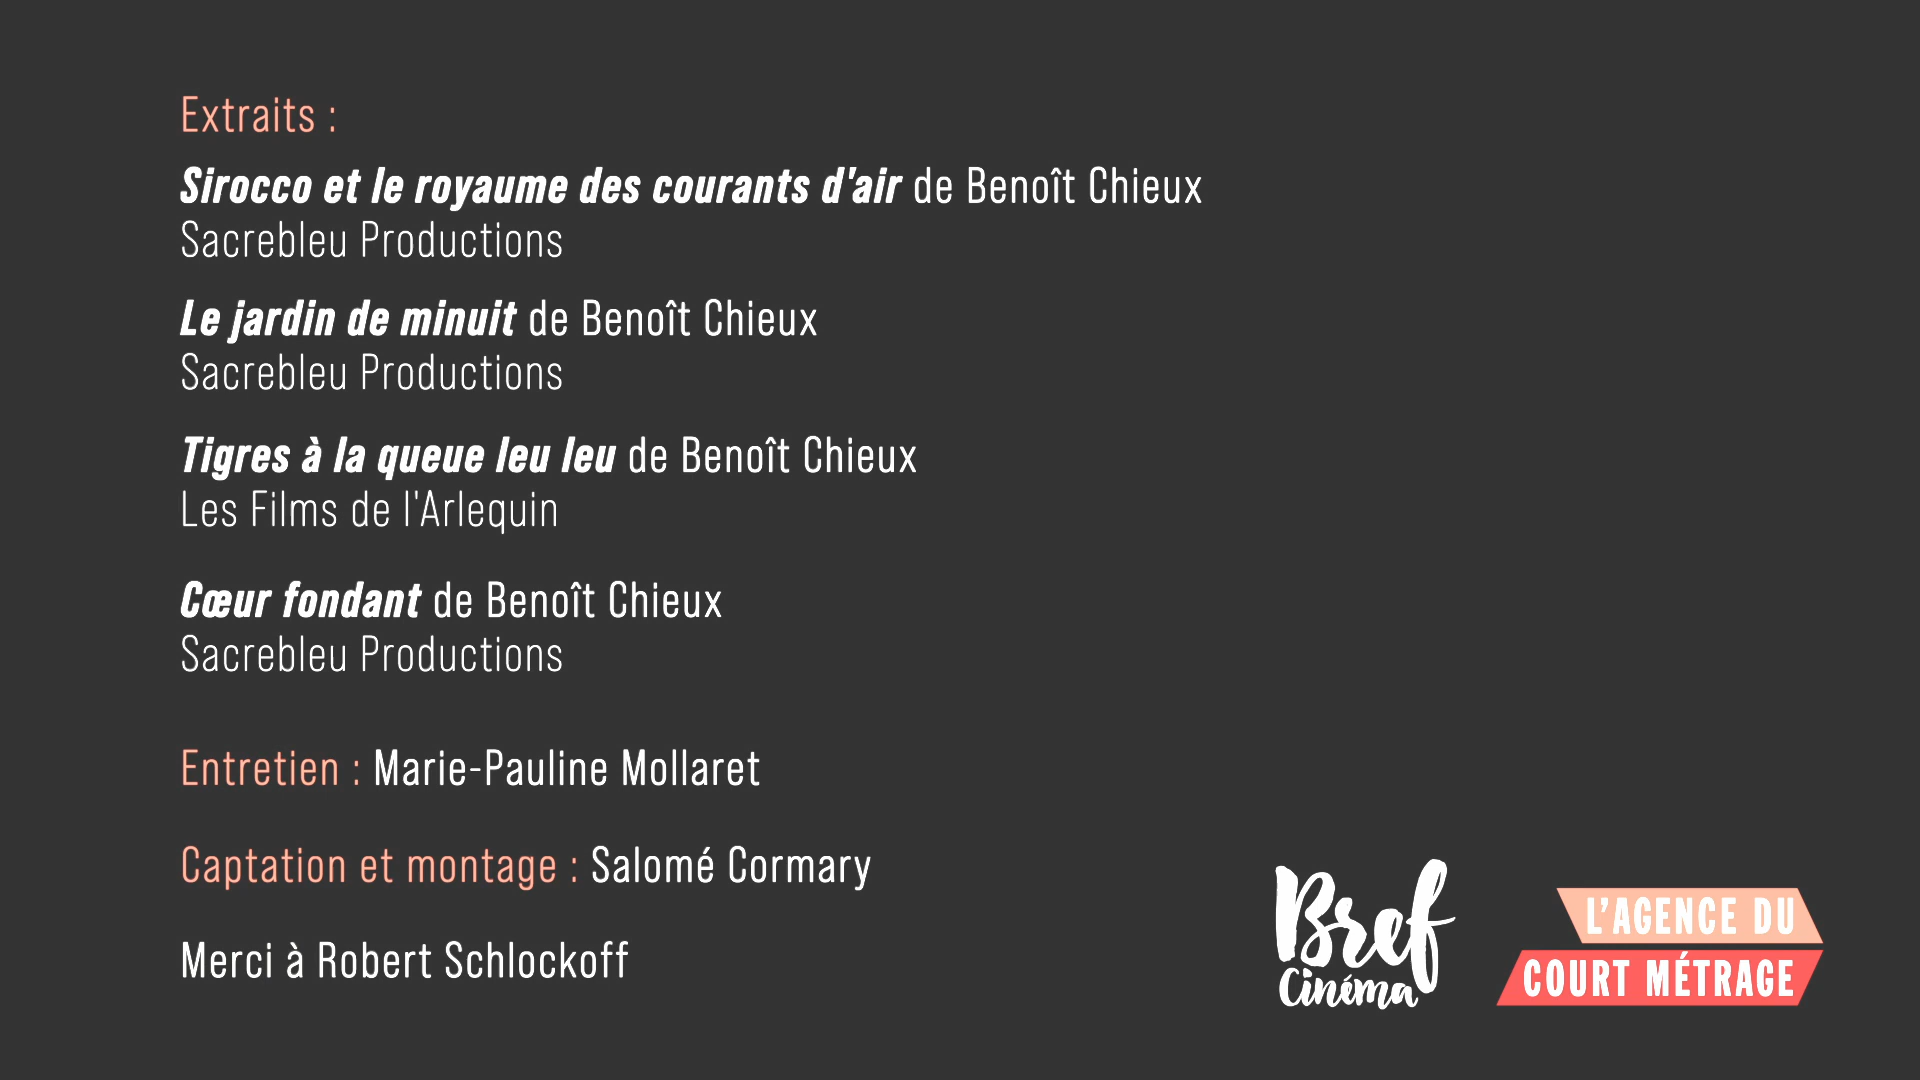 Extraits :
Sirocco et le royaume des courants d'air de Benoît Chieux
Sacrebleu Productions
Le jardin de minuit de Benoît Chieux
Sacrebleu Productions
Tigres à la queue leu leu de Benoît Chieux
Les Films de l'Arlequin
Cœur fondant de Benoît Chieux
Sacrebleu Productions
Entretien : Marie-Pauline Mollaret
Captation et montage : Salomé Cormary
Merci à Robert Schlockoff
Bref
Cinéma
L'AGENCE DU
COURT MÉTRAGE